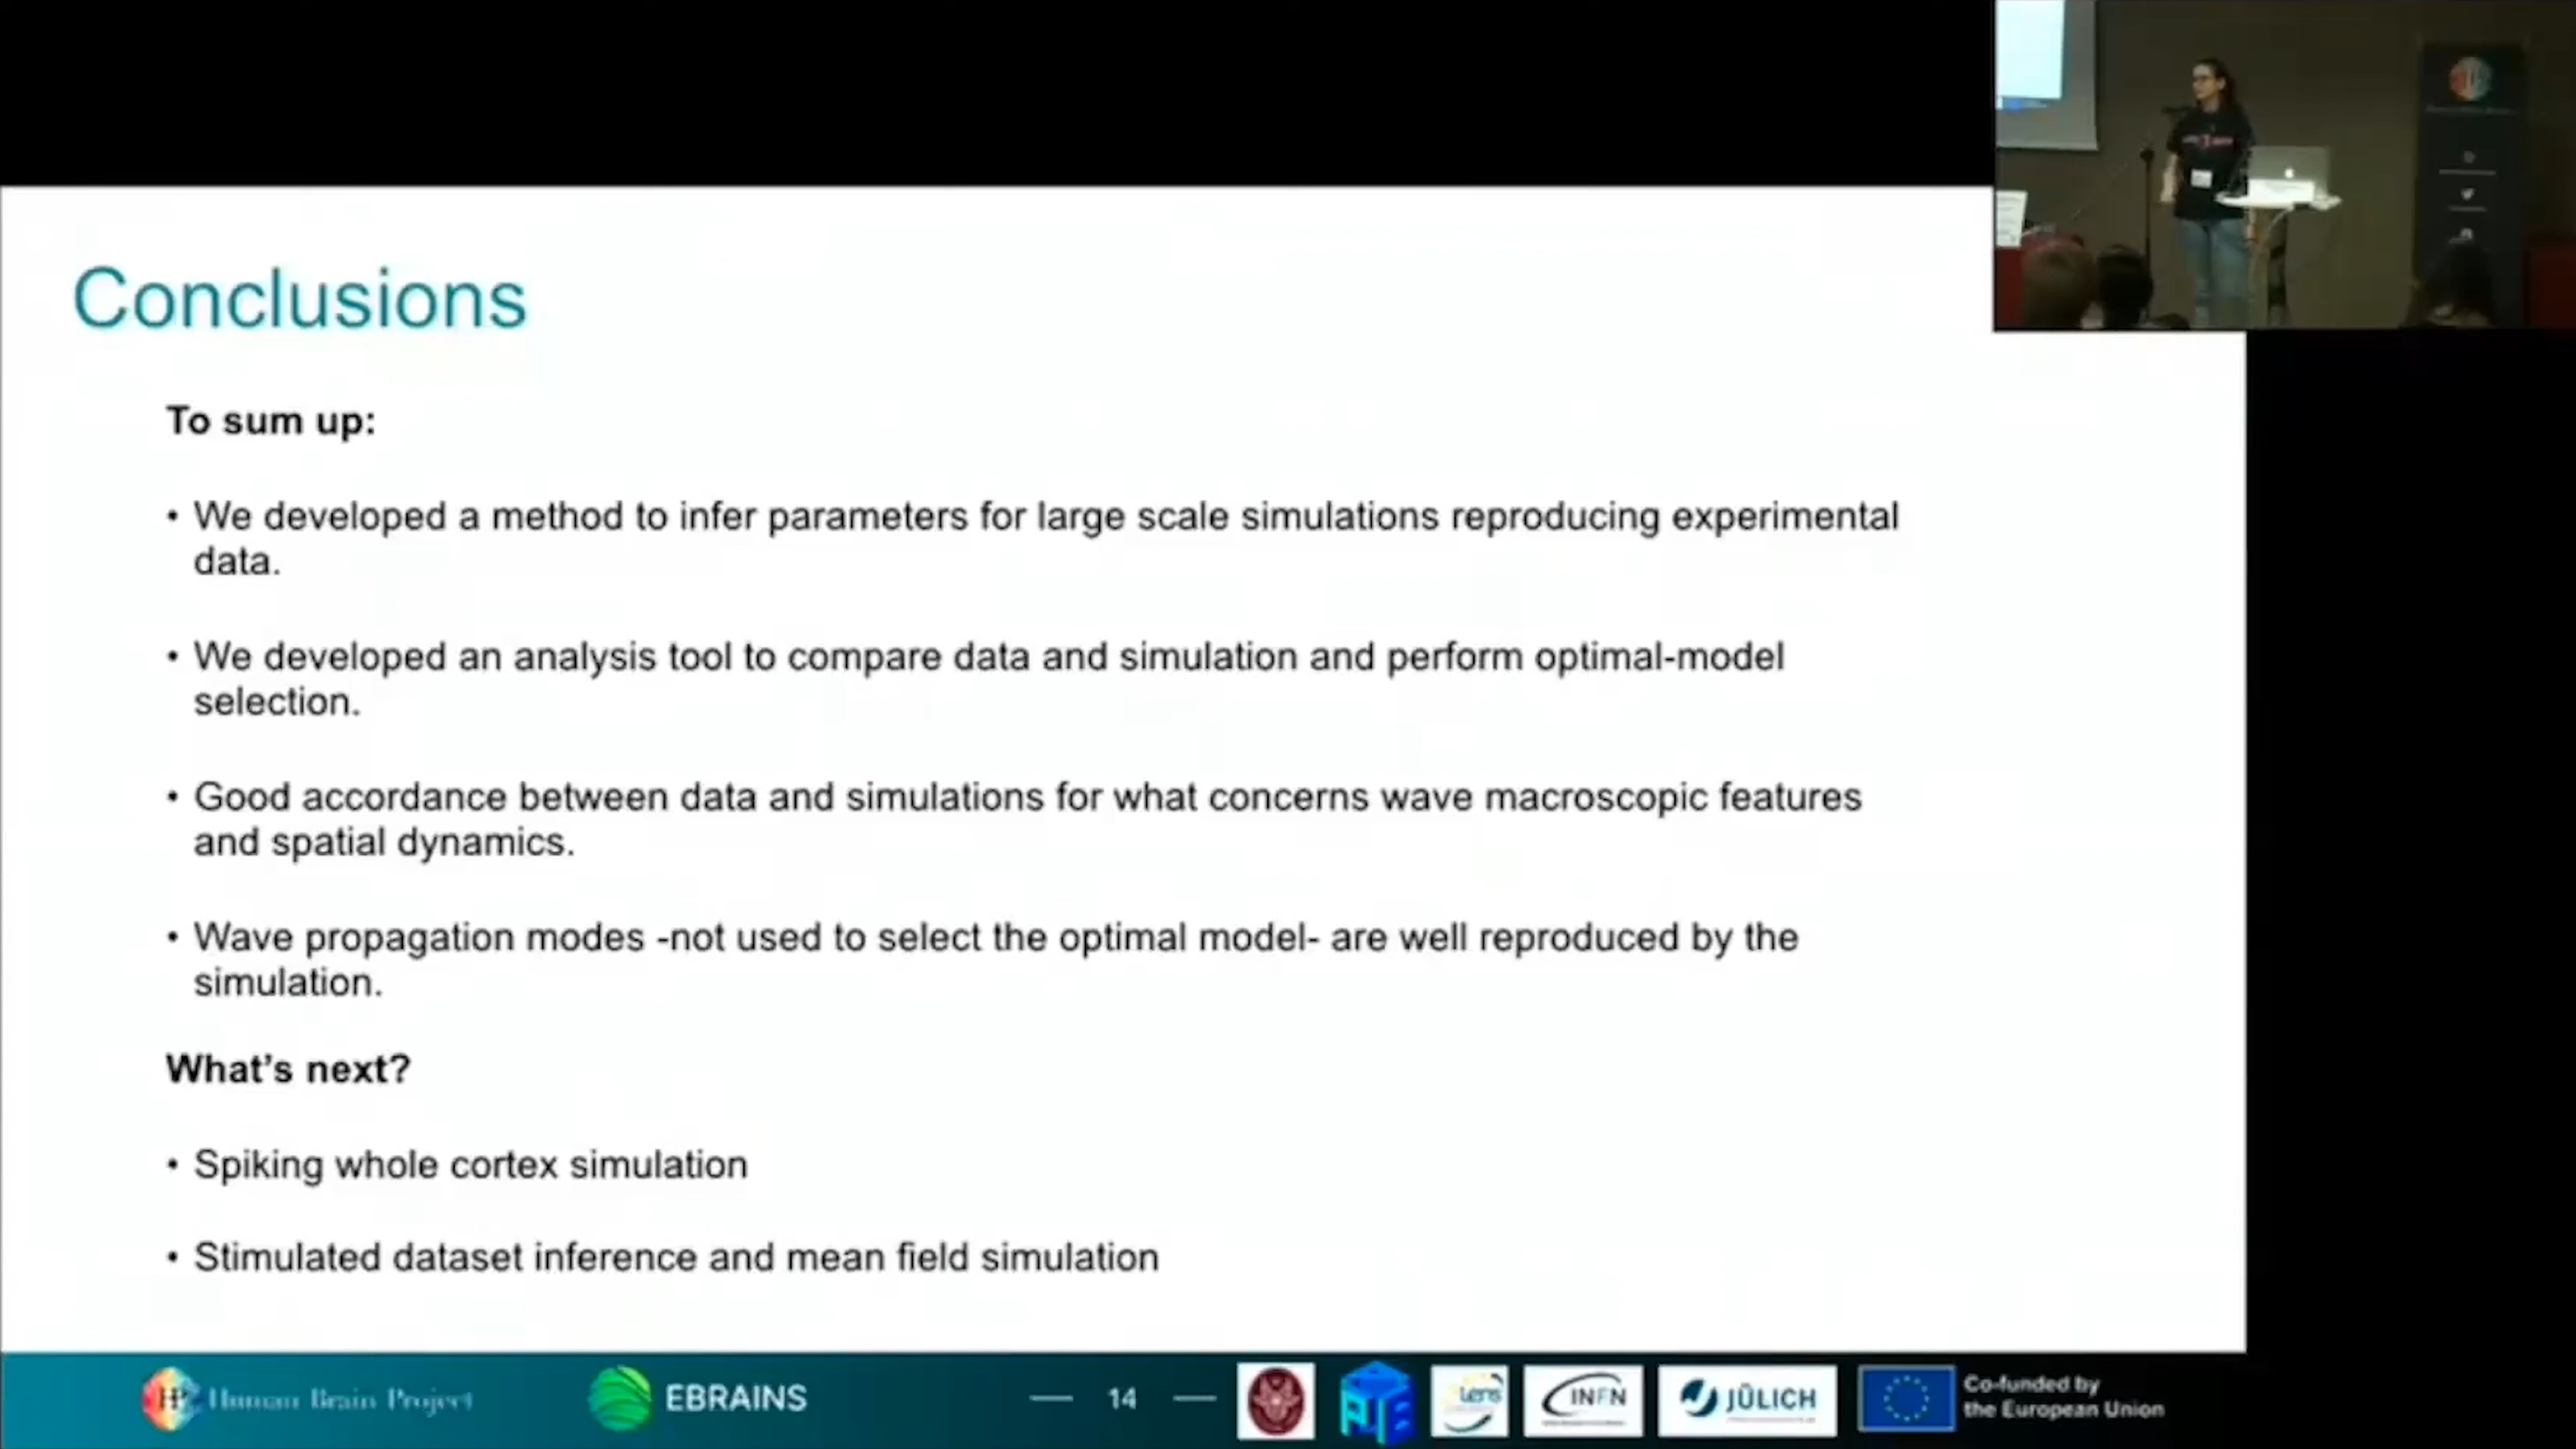 Conclusions
To sum up:
• We developed a method to infer parameters for large scale simulations reproducing experimental
data.
• We developed an analysis tool to compare data and simulation and perform optimal-model
selection.
• Good accordance between data and simulations for what concerns wave macroscopic features
and spatial dynamics.
• Wave propagation modes -not used to select the optimal model- are well reproduced by the
simulation.
What's next?
• Spiking whole cortex simulation
• Stimulated dataset inference and mean field simulation
Human Brain Project
EBRAINS
14
Lens
INFN
JÜLICH
Co-funded by
the European Union